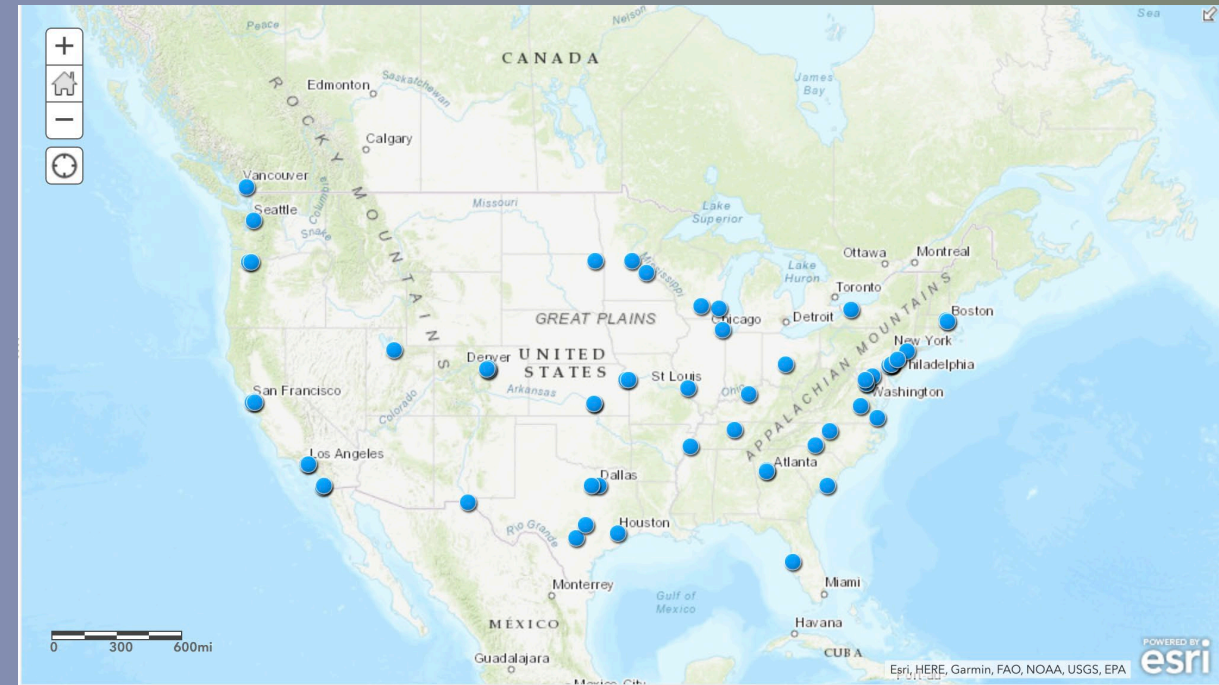 Peace
Nelson
Sea
CANADA
Edmonton
Saskatchewan
James
Bay
Calgary
ROCKY MOUNTAINS
Vancouver
Columbia
Seattle
Snake
Missouri
Lake
Superior
Ottawa
Montreal
Mississippi
Lake
Huron
Toronto
Boston
GREAT PLAINS
Chicago
Detroit
New York
Philadelphia
Denver
UNITED
STATES
St Louis
Ohio
APPALACHIAN MOUNTAINS
Washington
San Francisco
Colorado
Arkansas
Los Angeles
Atlanta
Dallas
Rio Grande
Houston
Monterrey
Gulf of
Mexico
Miami
MÉXICO
Havana
CUBA
Guadalajara
Mexico City
0 300 600mi
Esri, HERE, Garmin, FAO, NOAA, USGS, EPA
POWERED BY
esri